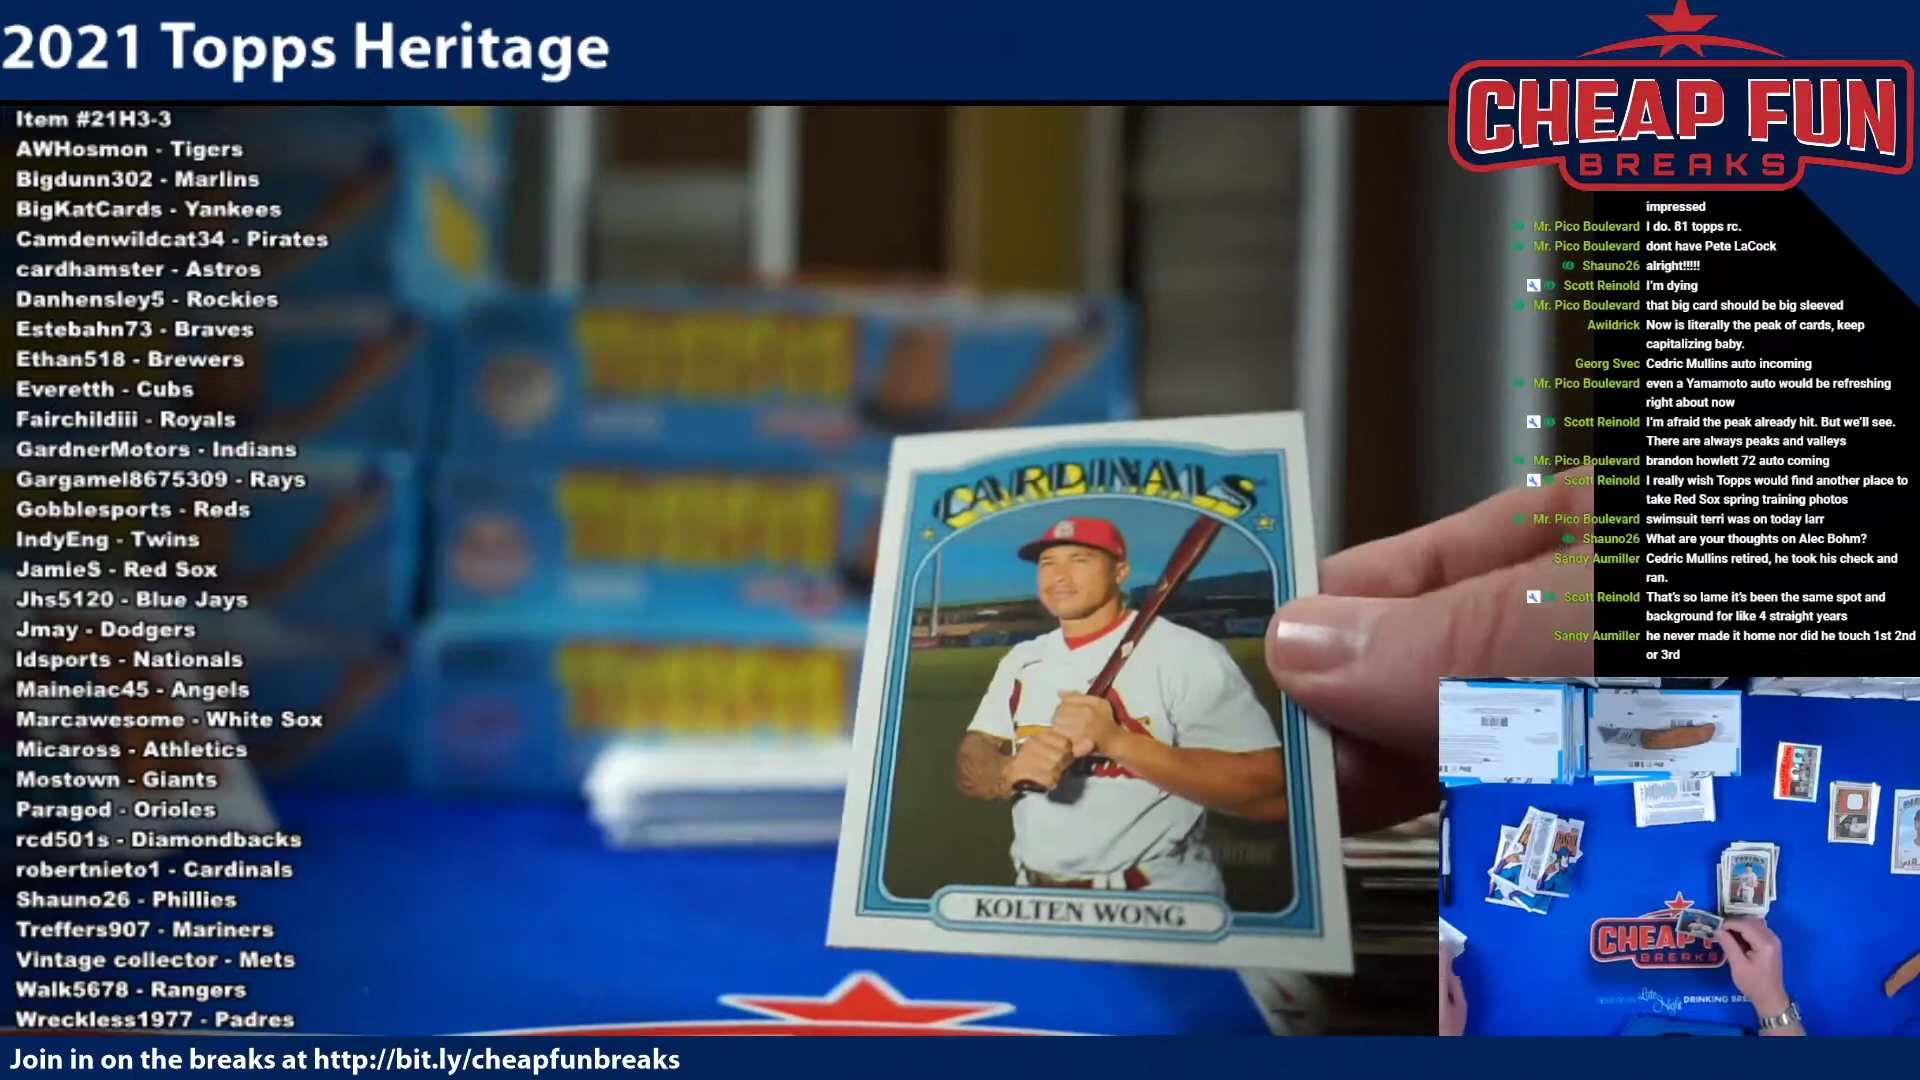 2021 Topps Heritage
Item #21H3-3
AWHosmon - Tigers
Bigdunn302 - Marlins
BigKatCards - Yankees
Camdenwildcat34 - Pirates
cardhamster - Astros
Danhensley5 - Rockies
Estebahn73 - Braves
Ethan518 - Brewers
Everetth - Cubs
Fairchildiii - Royals
GardnerMotors - Indians
Gargamel8675309 - Rays
Gobblesports - Reds
IndyEng - Twins
JamieS - Red Sox
Jhs5120 - Blue Jays
Jmay - Dodgers
ldsports - Nationals
Maineiac45 - Angels
Marcawesome - White Sox
Micaross - Athletics
Mostown - Giants
Paragod - Orioles
rcd501s - Diamondbacks
robertnieto1 - Cardinals
Shauno26 - Phillies
Treffers907 - Mariners
Vintage collector - Mets
Walk5678 - Rangers
Wreckless1977 - Padres
CARDINALS
KOLTEN WONG
CHEAP FUN
BREAKS
impressed
Mr. Pico Boulevard I do. 81 topps rc.
Mr. Pico Boulevard dont have Pete LaCock
Shauno26 alright!!!!!
Scott Reinold I'm dying
Mr. Pico Boulevard that big card should be big sleeved
Awildrick Now is literally the peak of cards, keep
capitalizing baby.
Georg Svec Cedric Mullins auto incoming
Mr. Pico Boulevard even a Yamamoto auto would be refreshing
right about now
Scott Reinold I'm afraid the peak already hit. But we'll see.
There are always peaks and valleys
Mr. Pico Boulevard brandon howlett 72 auto coming
Scott Reinold I really wish Topps would find another place to
take Red Sox spring training photos
Mr. Pico Boulevard swimsuit terri was on today larr
Shauno26 What are your thoughts on Alec Bohm?
Sandy Aumiller Cedric Mullins retired, he took his check and
ran.
Scott Reinold That's so lame it's been the same spot and
background for like 4 straight years
Sandy Aumiller he never made it home nor did he touch 1st 2nd
or 3rd
CHEAP
BREAKS
Late Night DRINKING
Join in on the breaks at http://bit.ly/cheapfunbreaks